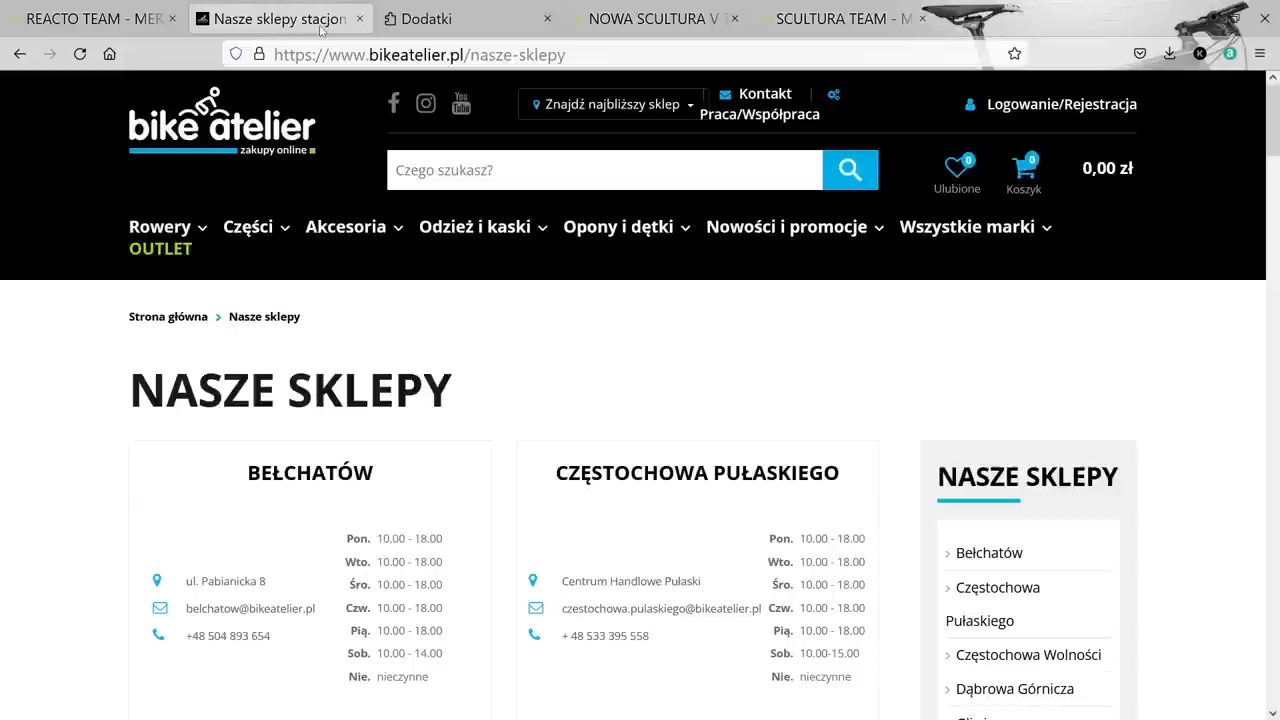 REACTO TEAM - MER
Nasze sklepy stacjon
Dodatki
NOWA SCULTURA V T
SCULTURA TEAM - M
https://www.bikeatelier.pl/nasze-sklepy
bike atelier
zakupy online
You
Tube
Znajdź najbliższy sklep
Kontakt
Praca/Współpraca
Logowanie/Rejestracja
Czego szukasz?
0
Ulubione
0
Koszyk
0,00 zł
Rowery
Części
Akcesoria
Odzież i kaski
Opony i dętki
Nowości i promocje
Wszystkie marki
OUTLET
Strona główna > Nasze sklepy
NASZE SKLEPY
BEŁCHATÓW
ul. Pabianicka 8
belchatow@bikeatelier.pl
+48 504 893 654
Pon. 10.00 - 18.00
Wto. 10.00 - 18.00
Śro. 10.00 - 18.00
Czw. 10.00 - 18.00
Pią. 10.00 - 18.00
Sob. 10.00 - 14.00
Nie. nieczynne
CZĘSTOCHOWA PUŁASKIEGO
Centrum Handlowe Pułaski
czestochowa.pulaskiego@bikeatelier.pl
+ 48 533 395 558
Pon. 10.00 - 18.00
Wto. 10.00 - 18.00
Śro. 10.00 - 18.00
Czw. 10.00 - 18.00
Pią. 10.00 - 18.00
Sob. 10.00-15.00
Nie. nieczynne
NASZE SKLEPY
Bełchatów
Częstochowa
Pułaskiego
Częstochowa Wolności
Dąbrowa Górnicza